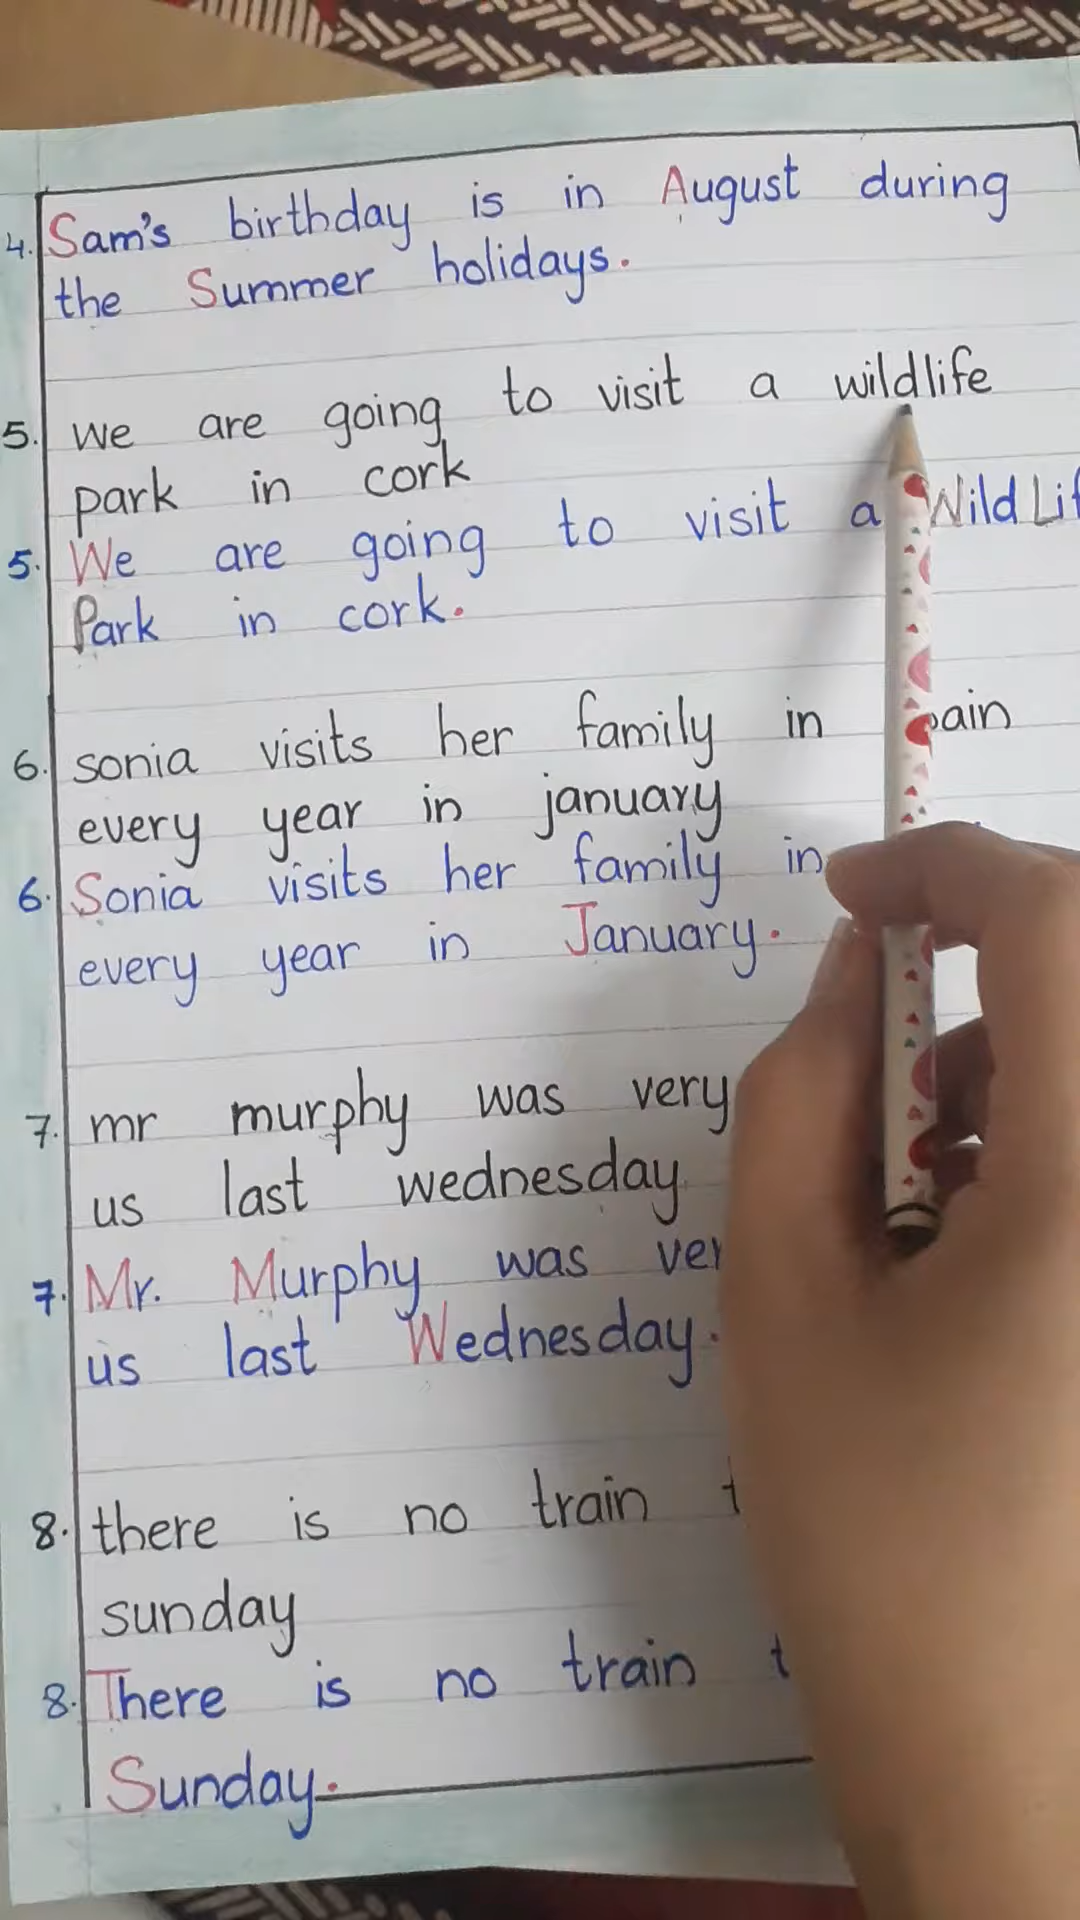 4. Sam's birthday is in August during
the Summer holidays.
5. we are going to visit a wildlife
park in cork
5. We are going to visit a
Park in cork.
6. sonia visits her family in
every year in january
6. Sonia visits her family in
every year in January.
7. mr murphy was very
us last wednesday
7. Mr. Murphy was
us last Wednesday.
8. there is no train
sunday
8. There is no train
Sunday.